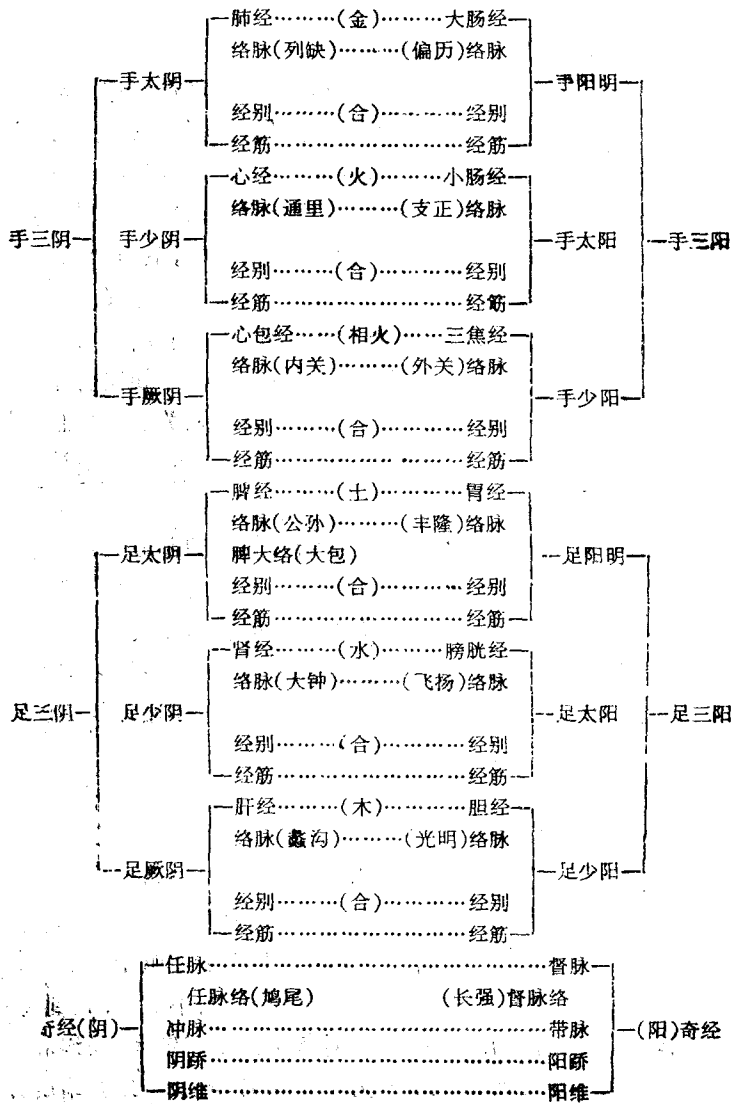 肺经………(金)………大肠经
络脉(列缺)………(偏历)络脉
手太阴 手阳明
经别………(合)………经别
经筋……………………经筋
心经………(火)………小肠经
络脉(通里)………(支正)络脉
手三阴 手少阴 手太阳 手三阳
经别………(合)………经别
经筋……………………经筋
心包经……(相火)……三焦经
络脉(内关)………(外关)络脉
手厥阴 手少阳
经别………(合)………经别
经筋……………………经筋
脾经………(土)………胃经
络脉(公孙)………(丰隆)络脉
足太阴 脾大络(大包) 足阳明
经别………(合)………经别
经筋……………………经筋
肾经………(水)………膀胱经
络脉(大钟)………(飞扬)络脉
足三阴 足少阴 足太阳 足三阳
经别………(合)………经别
经筋……………………经筋
肝经………(木)………胆经
络脉(蠡沟)………(光明)络脉
足厥阴 足少阳
经别………(合)………经别
经筋……………………经筋
任脉……………………………督脉
任脉络(鸠尾) (长强)督脉络
奇经(阴) 冲脉……………………………带脉 (阳)奇经
阴跻……………………………阳跻
阴维……………………………阳维